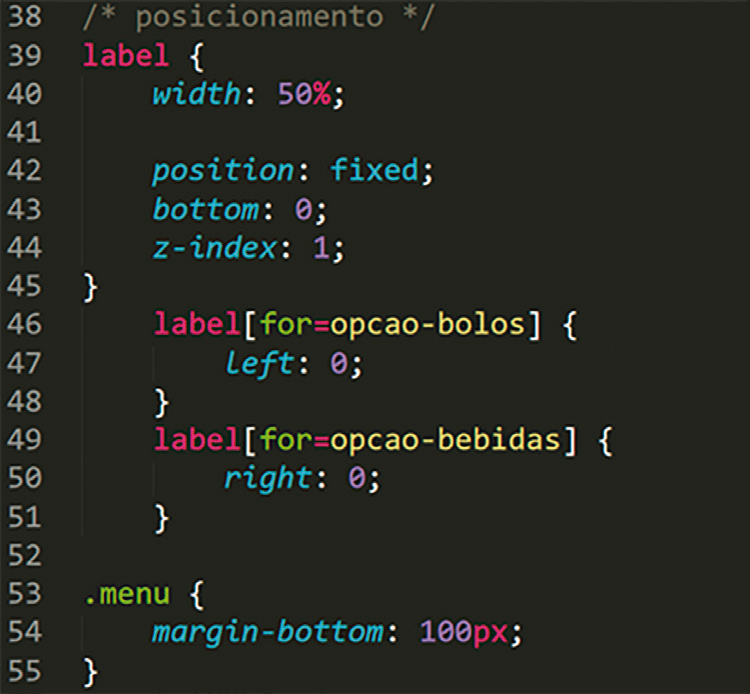 38 /* posicionamento */
39 label {
40 width: 50%;
41
42 position: fixed;
43 bottom: 0;
44 z-index: 1;
45 }
46 label[for=opcao-bolos] {
47 left: 0;
48 }
49 label[for=opcao-bebidas] {
50 right: 0;
51 }
52
53 .menu {
54 margin-bottom: 100px;
55 }